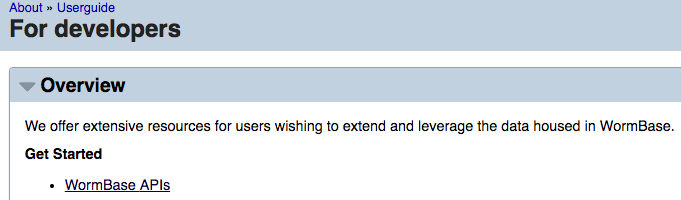 About » Userguide
For developers
Overview
We offer extensive resources for users wishing to extend and leverage the data housed in WormBase.
Get Started
• WormBase APIs